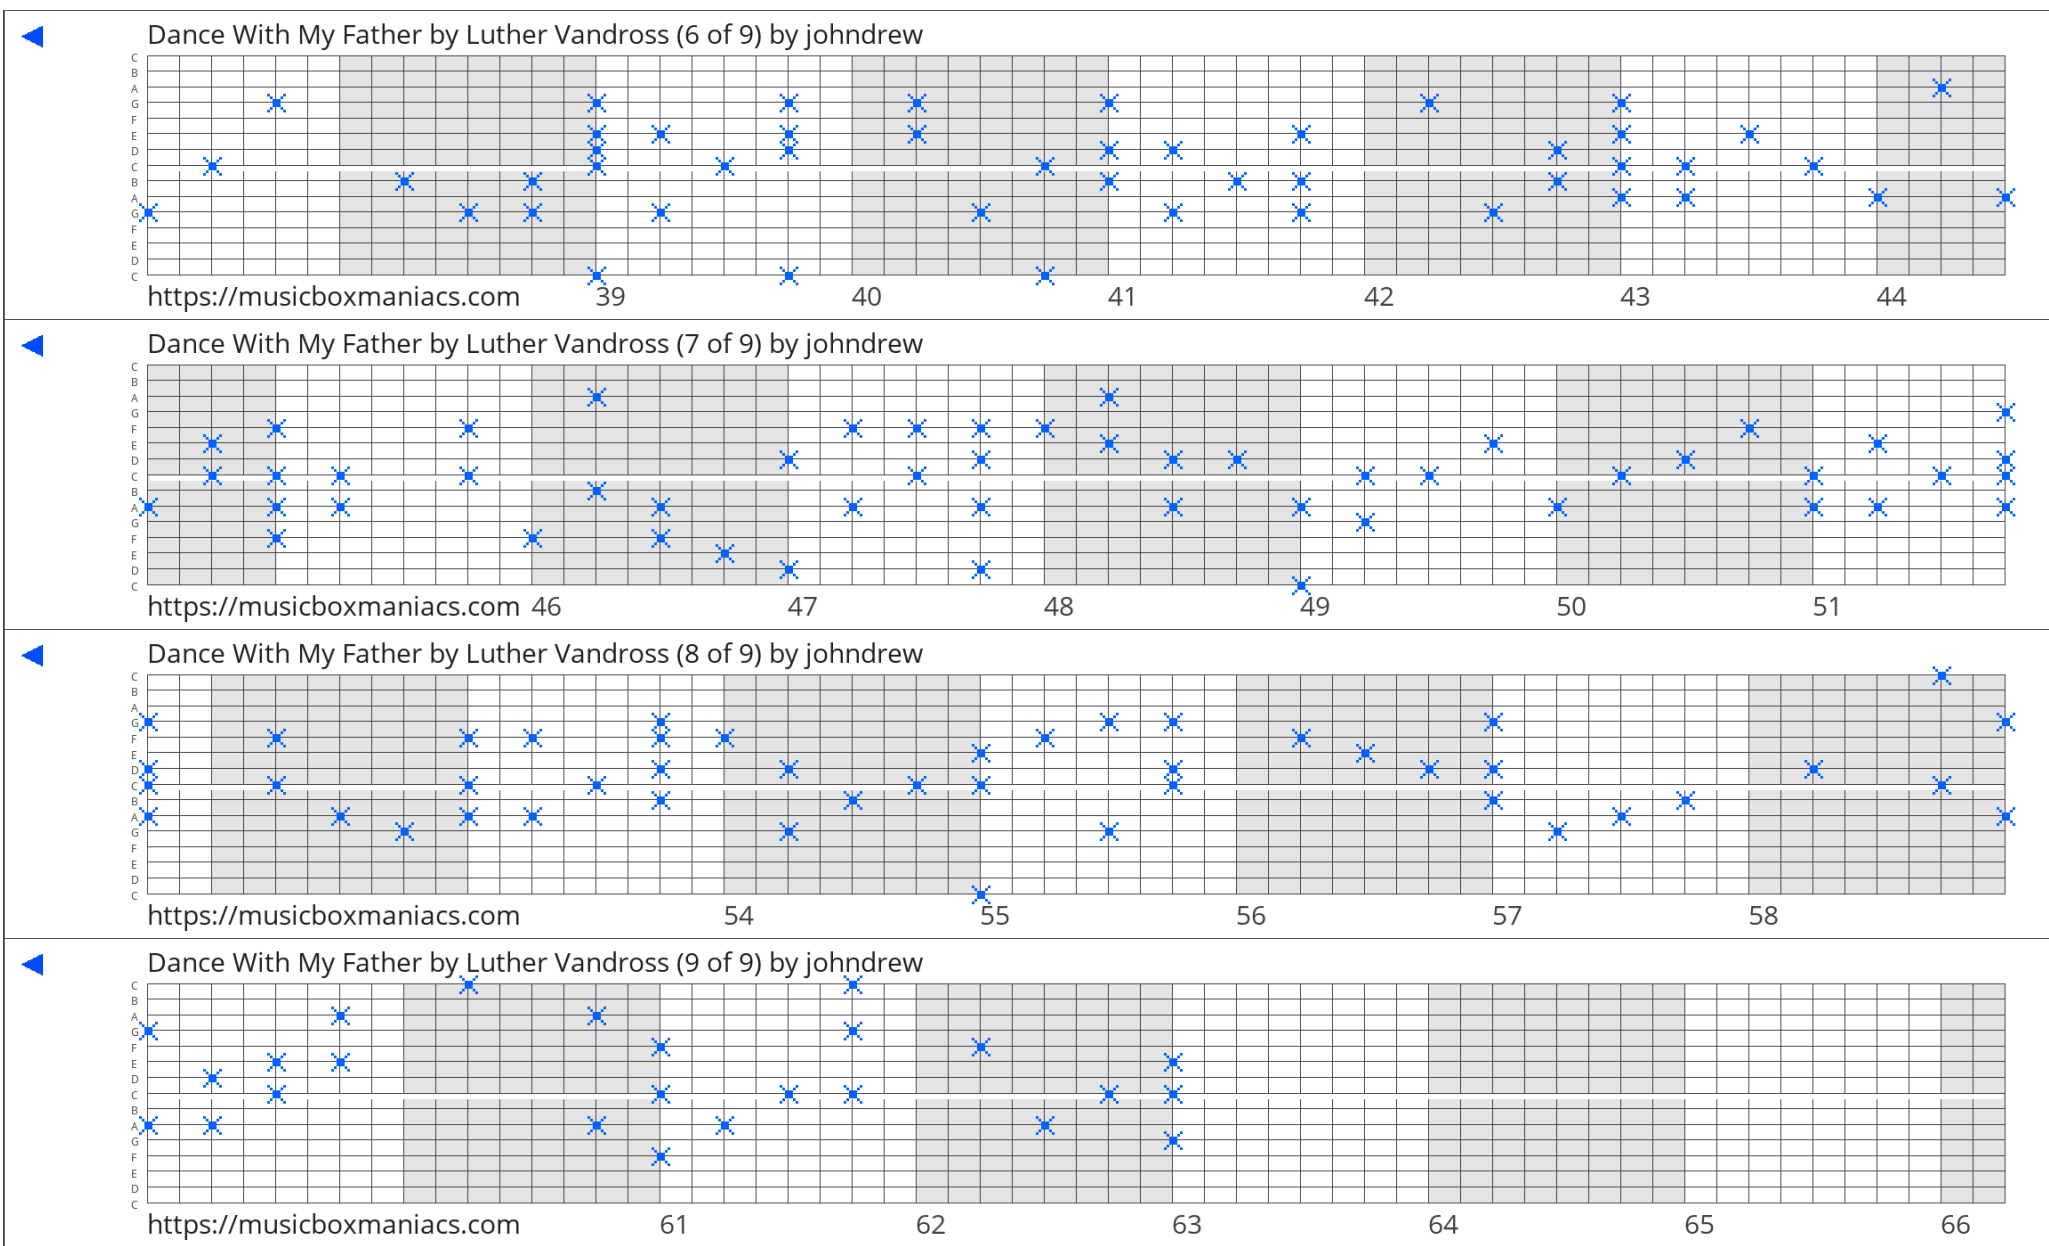 Dance With My Father by Luther Vandross (6 of 9) by johndrew
C
B
A
G
F
E
D
C
B
A
G
F
E
D
C
https://musicboxmaniacs.com 39 40 41 42 43 44
Dance With My Father by Luther Vandross (7 of 9) by johndrew
C
B
A
G
F
E
D
C
B
A
G
F
E
D
C
https://musicboxmaniacs.com 46 47 48 49 50 51
Dance With My Father by Luther Vandross (8 of 9) by johndrew
C
B
A
G
F
E
D
C
B
A
G
F
E
D
C
https://musicboxmaniacs.com 54 55 56 57 58
Dance With My Father by Luther Vandross (9 of 9) by johndrew
C
B
A
G
F
E
D
C
B
A
G
F
E
D
C
https://musicboxmaniacs.com 61 62 63 64 65 66